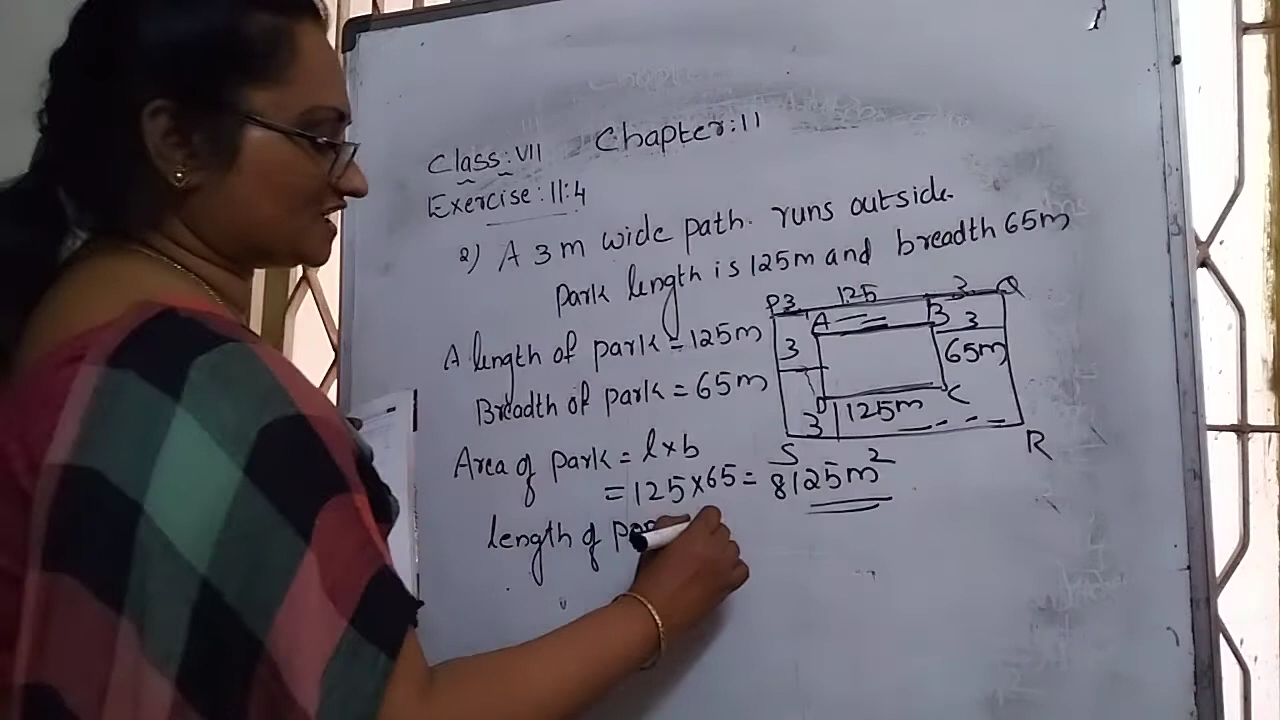 Chapter:11
Class:VII
Exercise:11:4
2) A 3m wide path. runs outside.
Park length is 125m and breadth 65m
A length of park = 125m
Breadth of park = 65m
Area of park = l x b
= 125 x 65 = 8125m²
length of
P 3 125 3 Q
A B 3
3 65m
D C
3 125m
S R